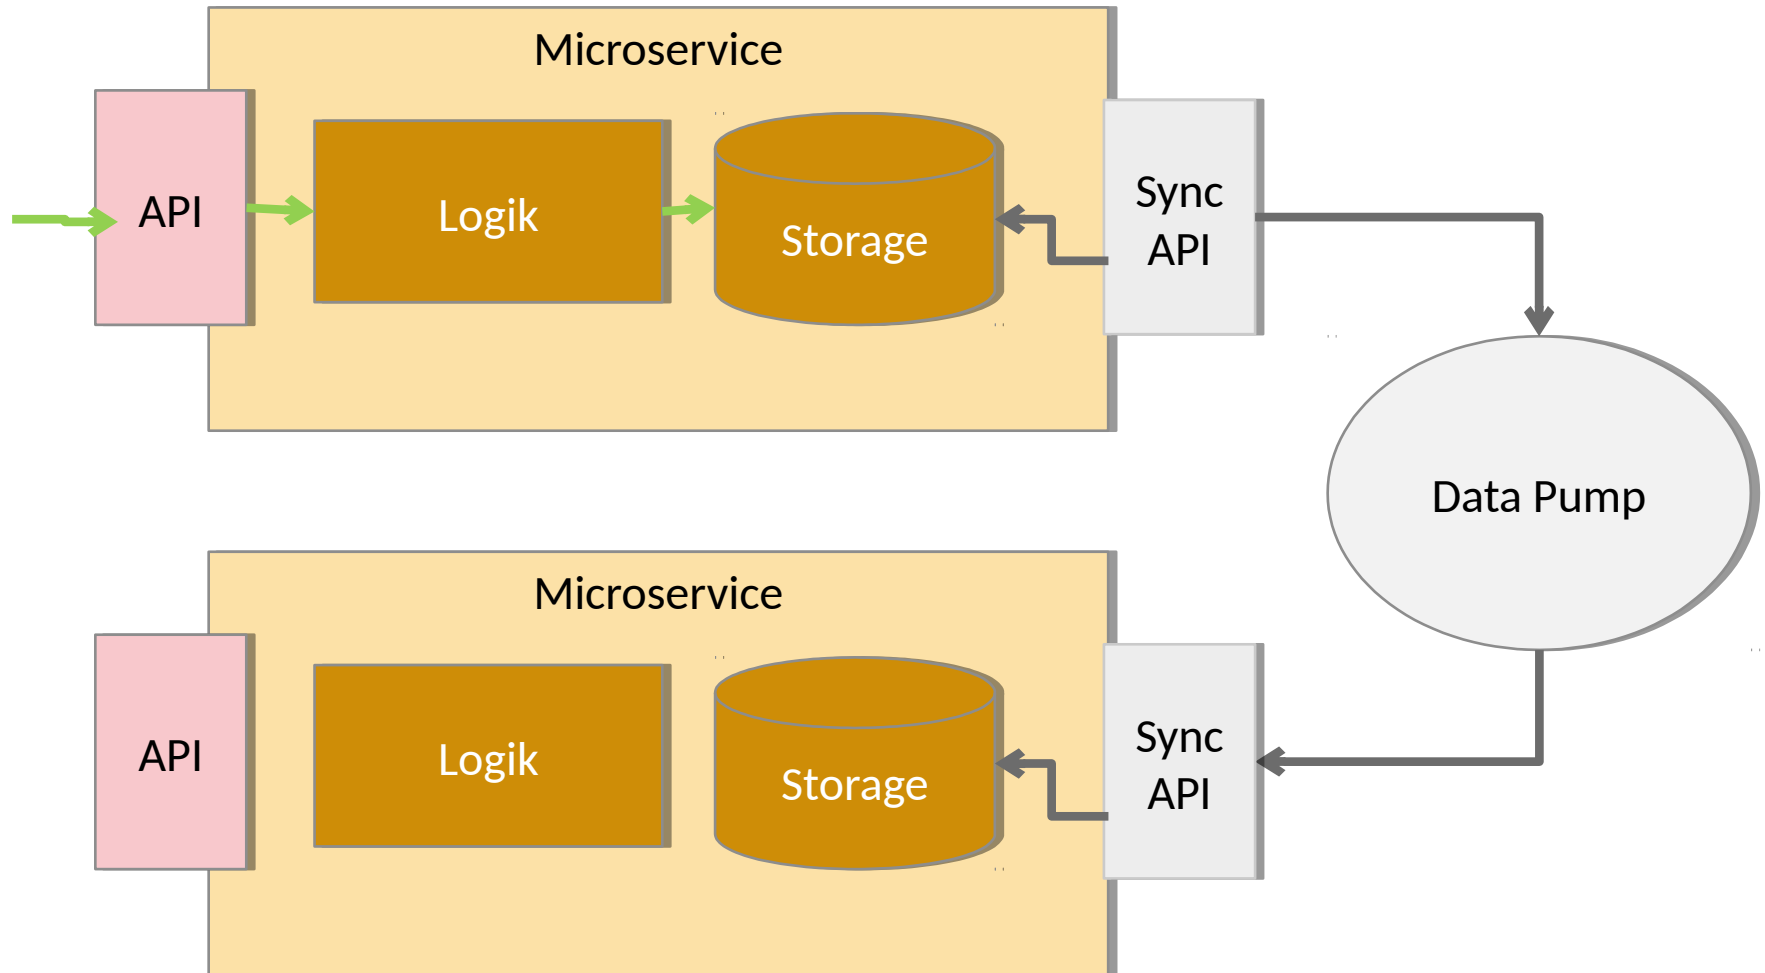 Microservice
API
Logik
Storage
Sync
API
Data Pump
Microservice
API
Logik
Storage
Sync
API